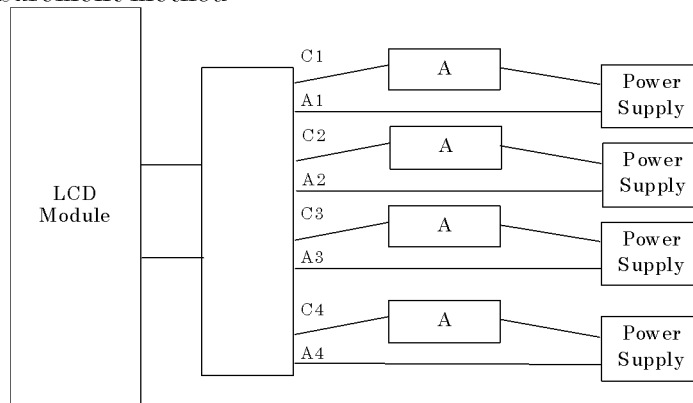 LCD
Module
C1
A
Power
Supply
A1
C2
A
Power
Supply
A2
C3
A
Power
Supply
A3
C4
A
Power
Supply
A4